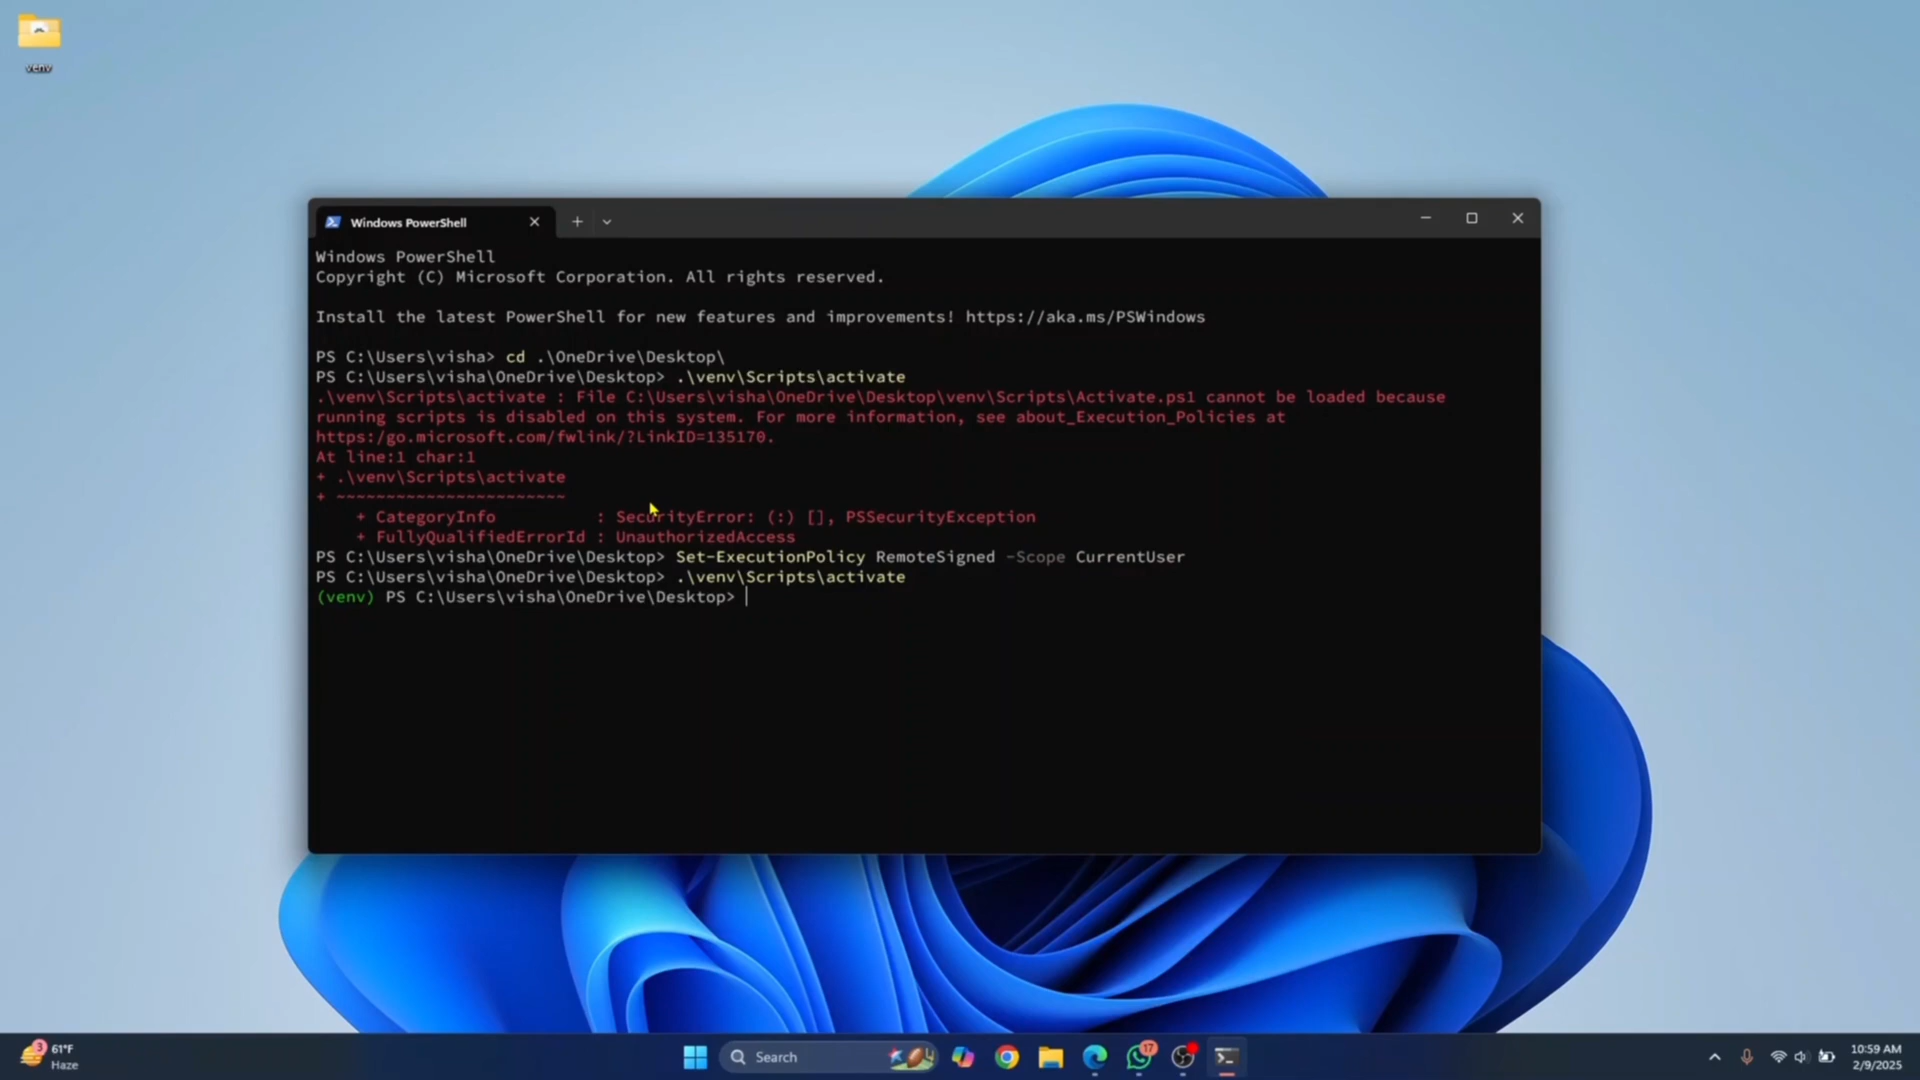 venv
Windows PowerShell
Windows PowerShell
Copyright (C) Microsoft Corporation. All rights reserved.
Install the latest PowerShell for new features and improvements! https://aka.ms/PSWindows
PS C:\Users\visha> cd .\OneDrive\Desktop\
PS C:\Users\visha\OneDrive\Desktop> .\venv\Scripts\activate
.\venv\Scripts\activate : File C:\Users\visha\OneDrive\Desktop\venv\Scripts\Activate.ps1 cannot be loaded because
running scripts is disabled on this system. For more information, see about_Execution_Policies at
https:/go.microsoft.com/fwlink/?LinkID=135170.
At line:1 char:1
+ .\venv\Scripts\activate
+ ~~~~~~~~~~~~~~~~~~~~~~~
+ CategoryInfo : SecurityError: (:) [], PSSecurityException
+ FullyQualifiedErrorId : UnauthorizedAccess
PS C:\Users\visha\OneDrive\Desktop> Set-ExecutionPolicy RemoteSigned -Scope CurrentUser
PS C:\Users\visha\OneDrive\Desktop> .\venv\Scripts\activate
(venv) PS C:\Users\visha\OneDrive\Desktop>
3
61°F
Haze
Search
17
10:59 AM
2/9/2025